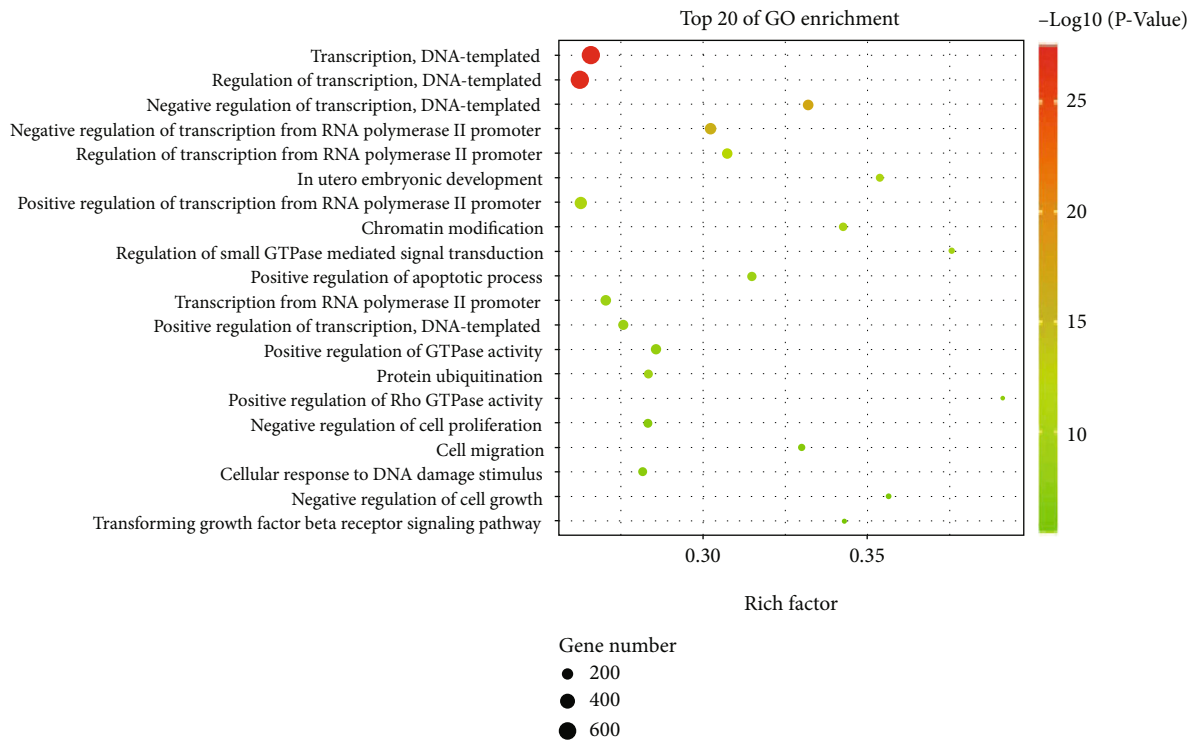 Top 20 of GO enrichment
–Log10 (P-Value)
Transcription, DNA-templated
Regulation of transcription, DNA-templated
Negative regulation of transcription, DNA-templated
Negative regulation of transcription from RNA polymerase II promoter
Regulation of transcription from RNA polymerase II promoter
In utero embryonic development
Positive regulation of transcription from RNA polymerase II promoter
Chromatin modification
Regulation of small GTPase mediated signal transduction
Positive regulation of apoptotic process
Transcription from RNA polymerase II promoter
Positive regulation of transcription, DNA-templated
Positive regulation of GTPase activity
Protein ubiquitination
Positive regulation of Rho GTPase activity
Negative regulation of cell proliferation
Cell migration
Cellular response to DNA damage stimulus
Negative regulation of cell growth
Transforming growth factor beta receptor signaling pathway
25
20
15
10
0.30
0.35
Rich factor
Gene number
200
400
600